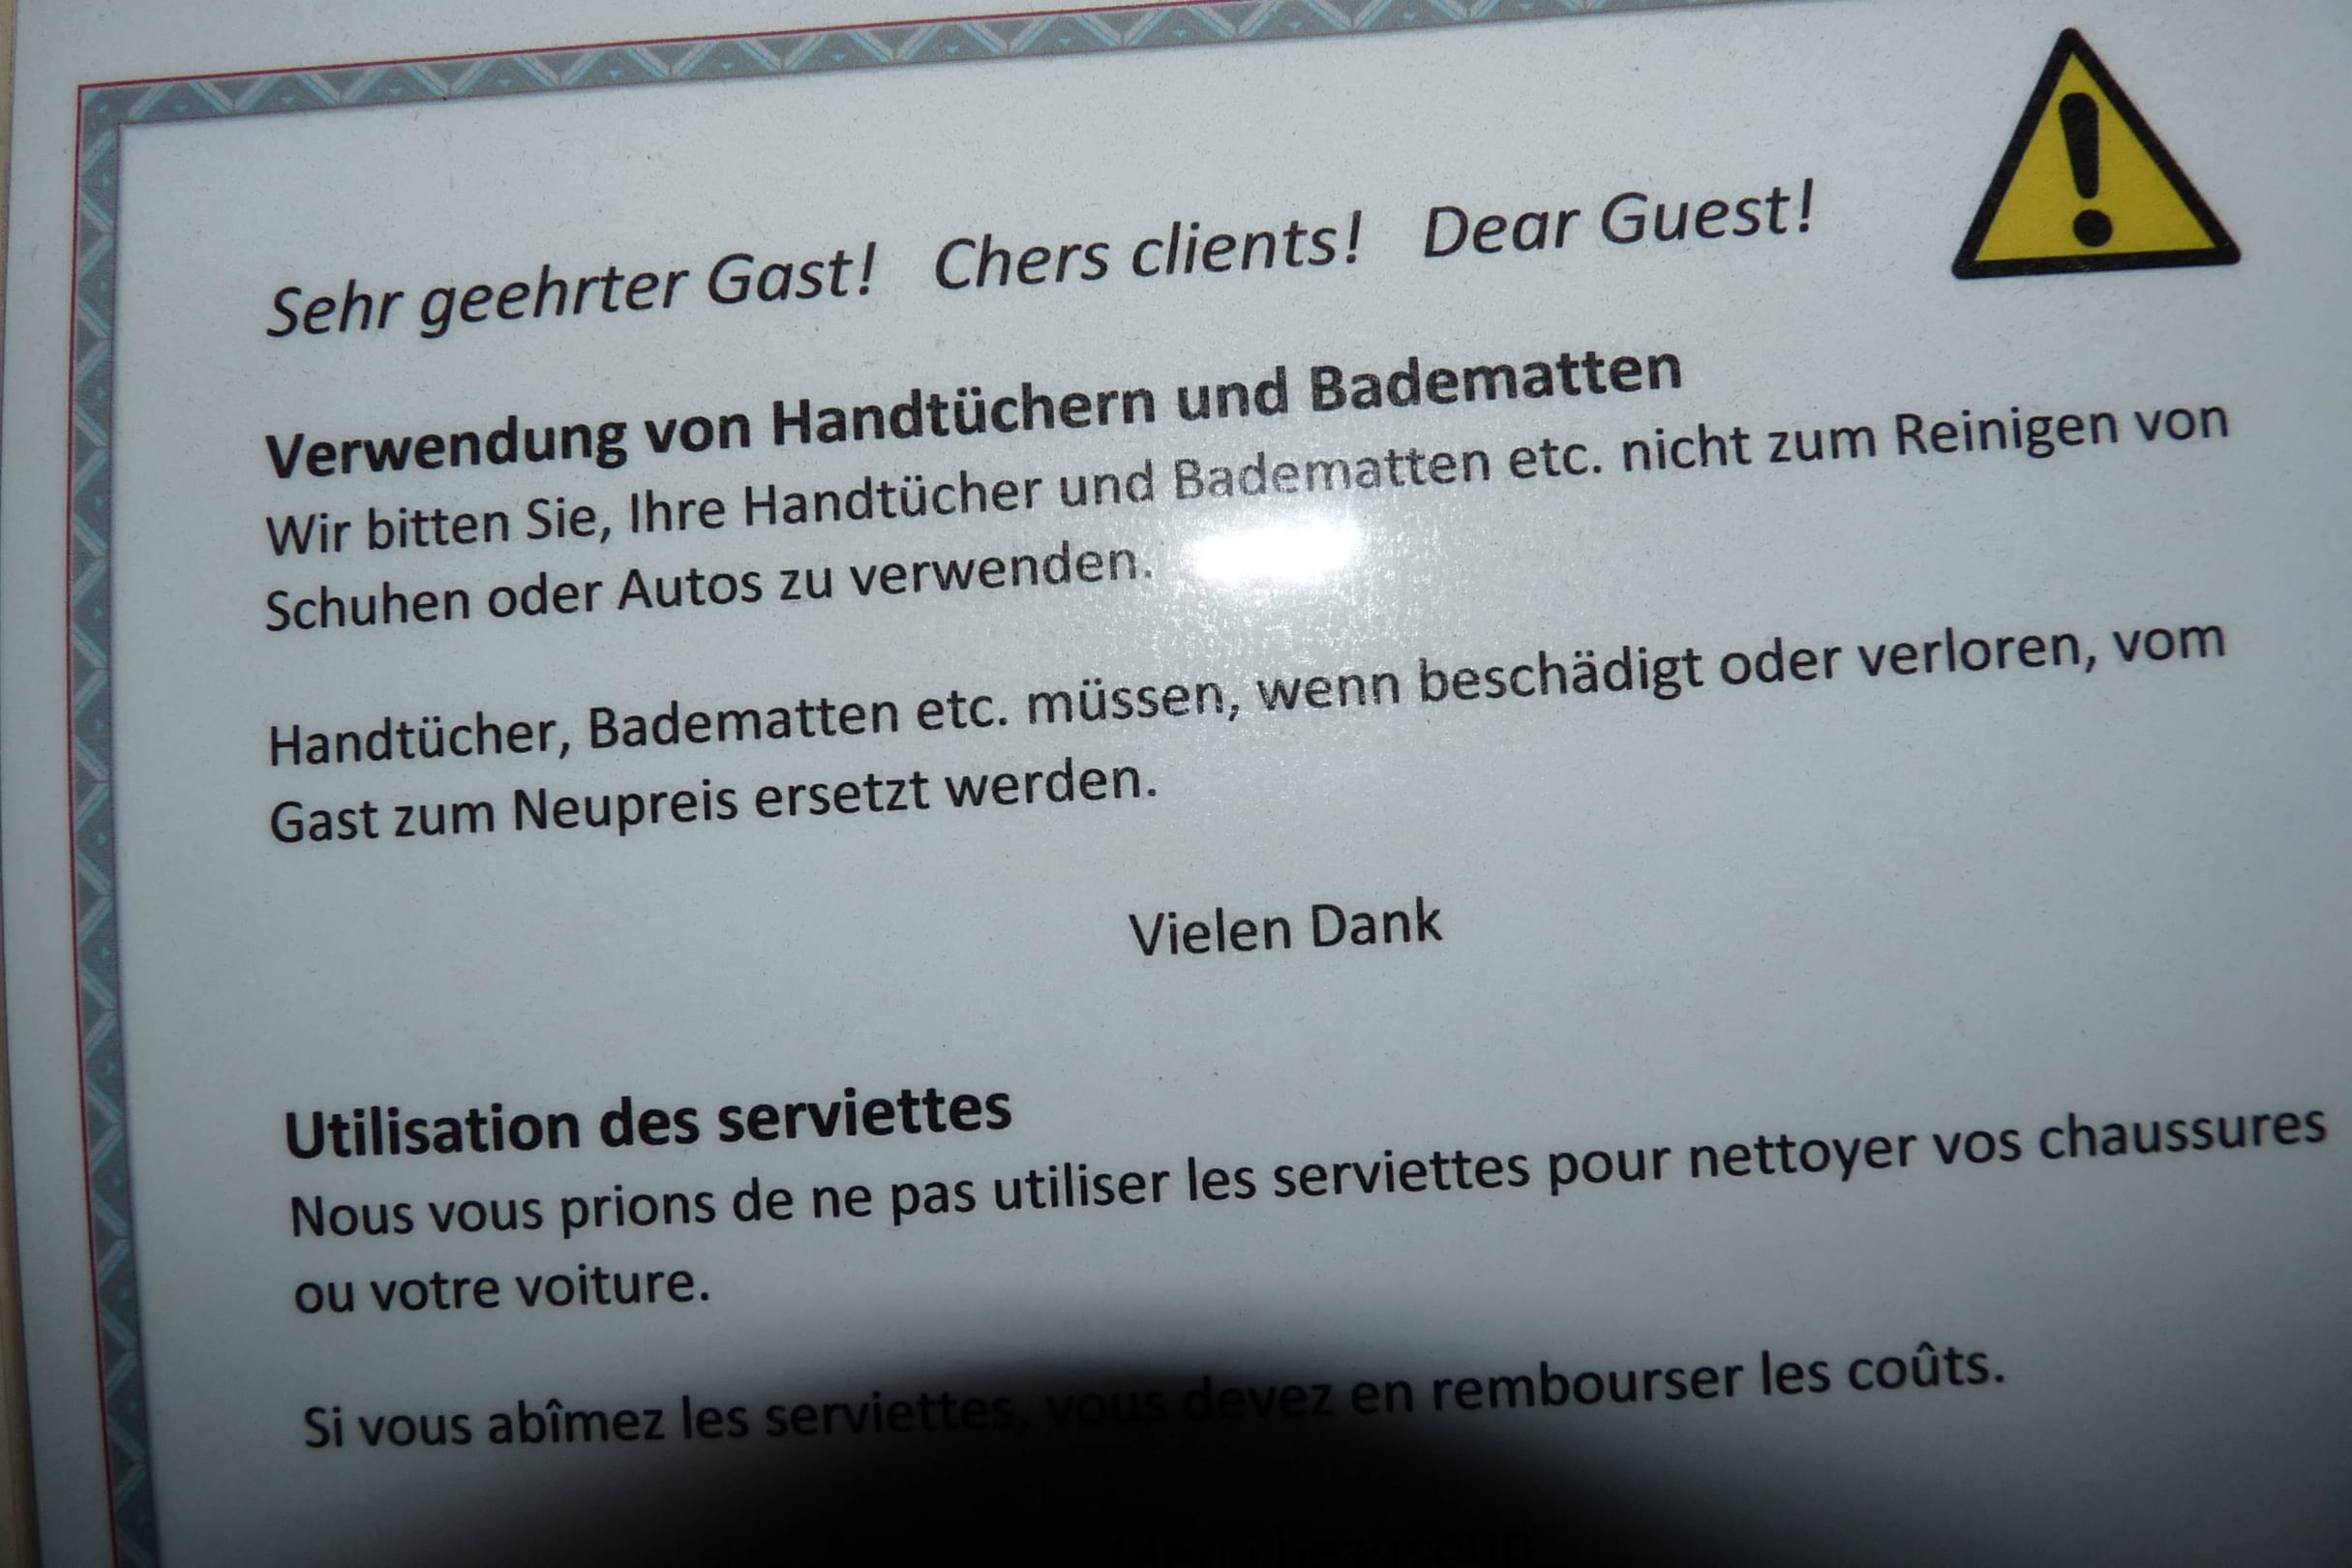 Sehr geehrter Gast! Chers clients! Dear Guest!
Verwendung von Handtüchern und Badematten
Wir bitten Sie, Ihre Handtücher und Badematten etc. nicht zum Reinigen von
Schuhen oder Autos zu verwenden.
Handtücher, Badematten etc. müssen, wenn beschädigt oder verloren, vom
Gast zum Neupreis ersetzt werden.
Vielen Dank
Utilisation des serviettes
Nous vous prions de ne pas utiliser les serviettes pour nettoyer vos chaussures
ou votre voiture.
Si vous abîmez les serviettes, vous devez en rembourser les coûts.